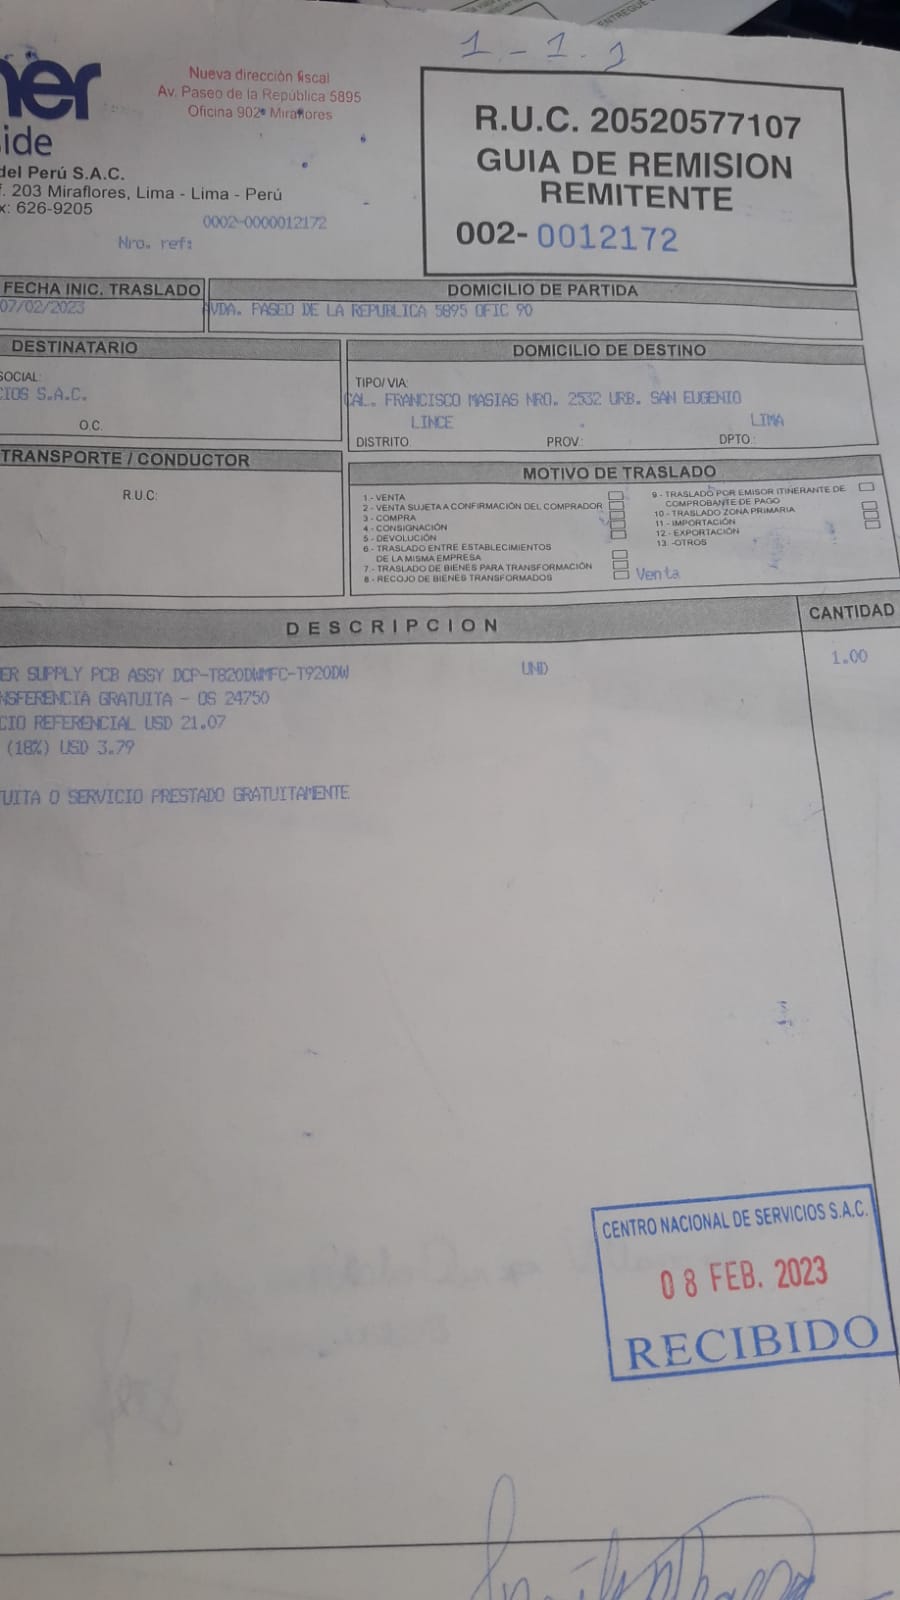 1 - 1. 1
her
Nueva dirección fiscal
Av. Paseo de la Republica 5895
Oficina 902 Miraflores
ide
del Perú S.A.C.
f. 203 Miraflores, Lima - Lima - Perú
x: 626-9205
0002-0000012172
Nro. ref:
R.U.C. 20520577107
GUIA DE REMISION
REMITENTE
002- 0012172
FECHA INIC. TRASLADO
07/02/2023
DOMICILIO DE PARTIDA
AVDA. PASEO DE LA REPUBLICA 5895 OFIC 90
DESTINATARIO
SOCIAL:
CIOS S.A.C.
O.C.
DOMICILIO DE DESTINO
TIPO/ VIA:
CAL. FRANCISCO MASIAS NRO. 2532 URB. SAN EUGENIO
LINCE LIMA
DISTRITO PROV.: DPTO.:
TRANSPORTE / CONDUCTOR
R.U.C:
MOTIVO DE TRASLADO
1 - VENTA
2 - VENTA SUJETA A CONFIRMACIÓN DEL COMPRADOR
3 - COMPRA
4 - CONSIGNACIÓN
5 - DEVOLUCIÓN
6 - TRASLADO ENTRE ESTABLECIMIENTOS
DE LA MISMA EMPRESA
7 - TRASLADO DE BIENES PARA TRANSFORMACIÓN
8 - RECOJO DE BIENES TRANSFORMADOS
9 - TRASLADO POR EMISOR ITINERANTE DE
COMPROBANTE DE PAGO
10 - TRASLADO ZONA PRIMARIA
11 - IMPORTACIÓN
12 - EXPORTACIÓN
13 -OTROS
Venta
DESCRIPCION
CANTIDAD
ER SUPPLY PCB ASSY DCP-T820DWMFC-T920DW UND 1.00
NSFERENCIA GRATUITA - OS 24750
CIO REFERENCIAL USD 21.07
(18%) USD 3.79
UITA O SERVICIO PRESTADO GRATUITAMENTE
CENTRO NACIONAL DE SERVICIOS S.A.C.
08 FEB. 2023
RECIBIDO